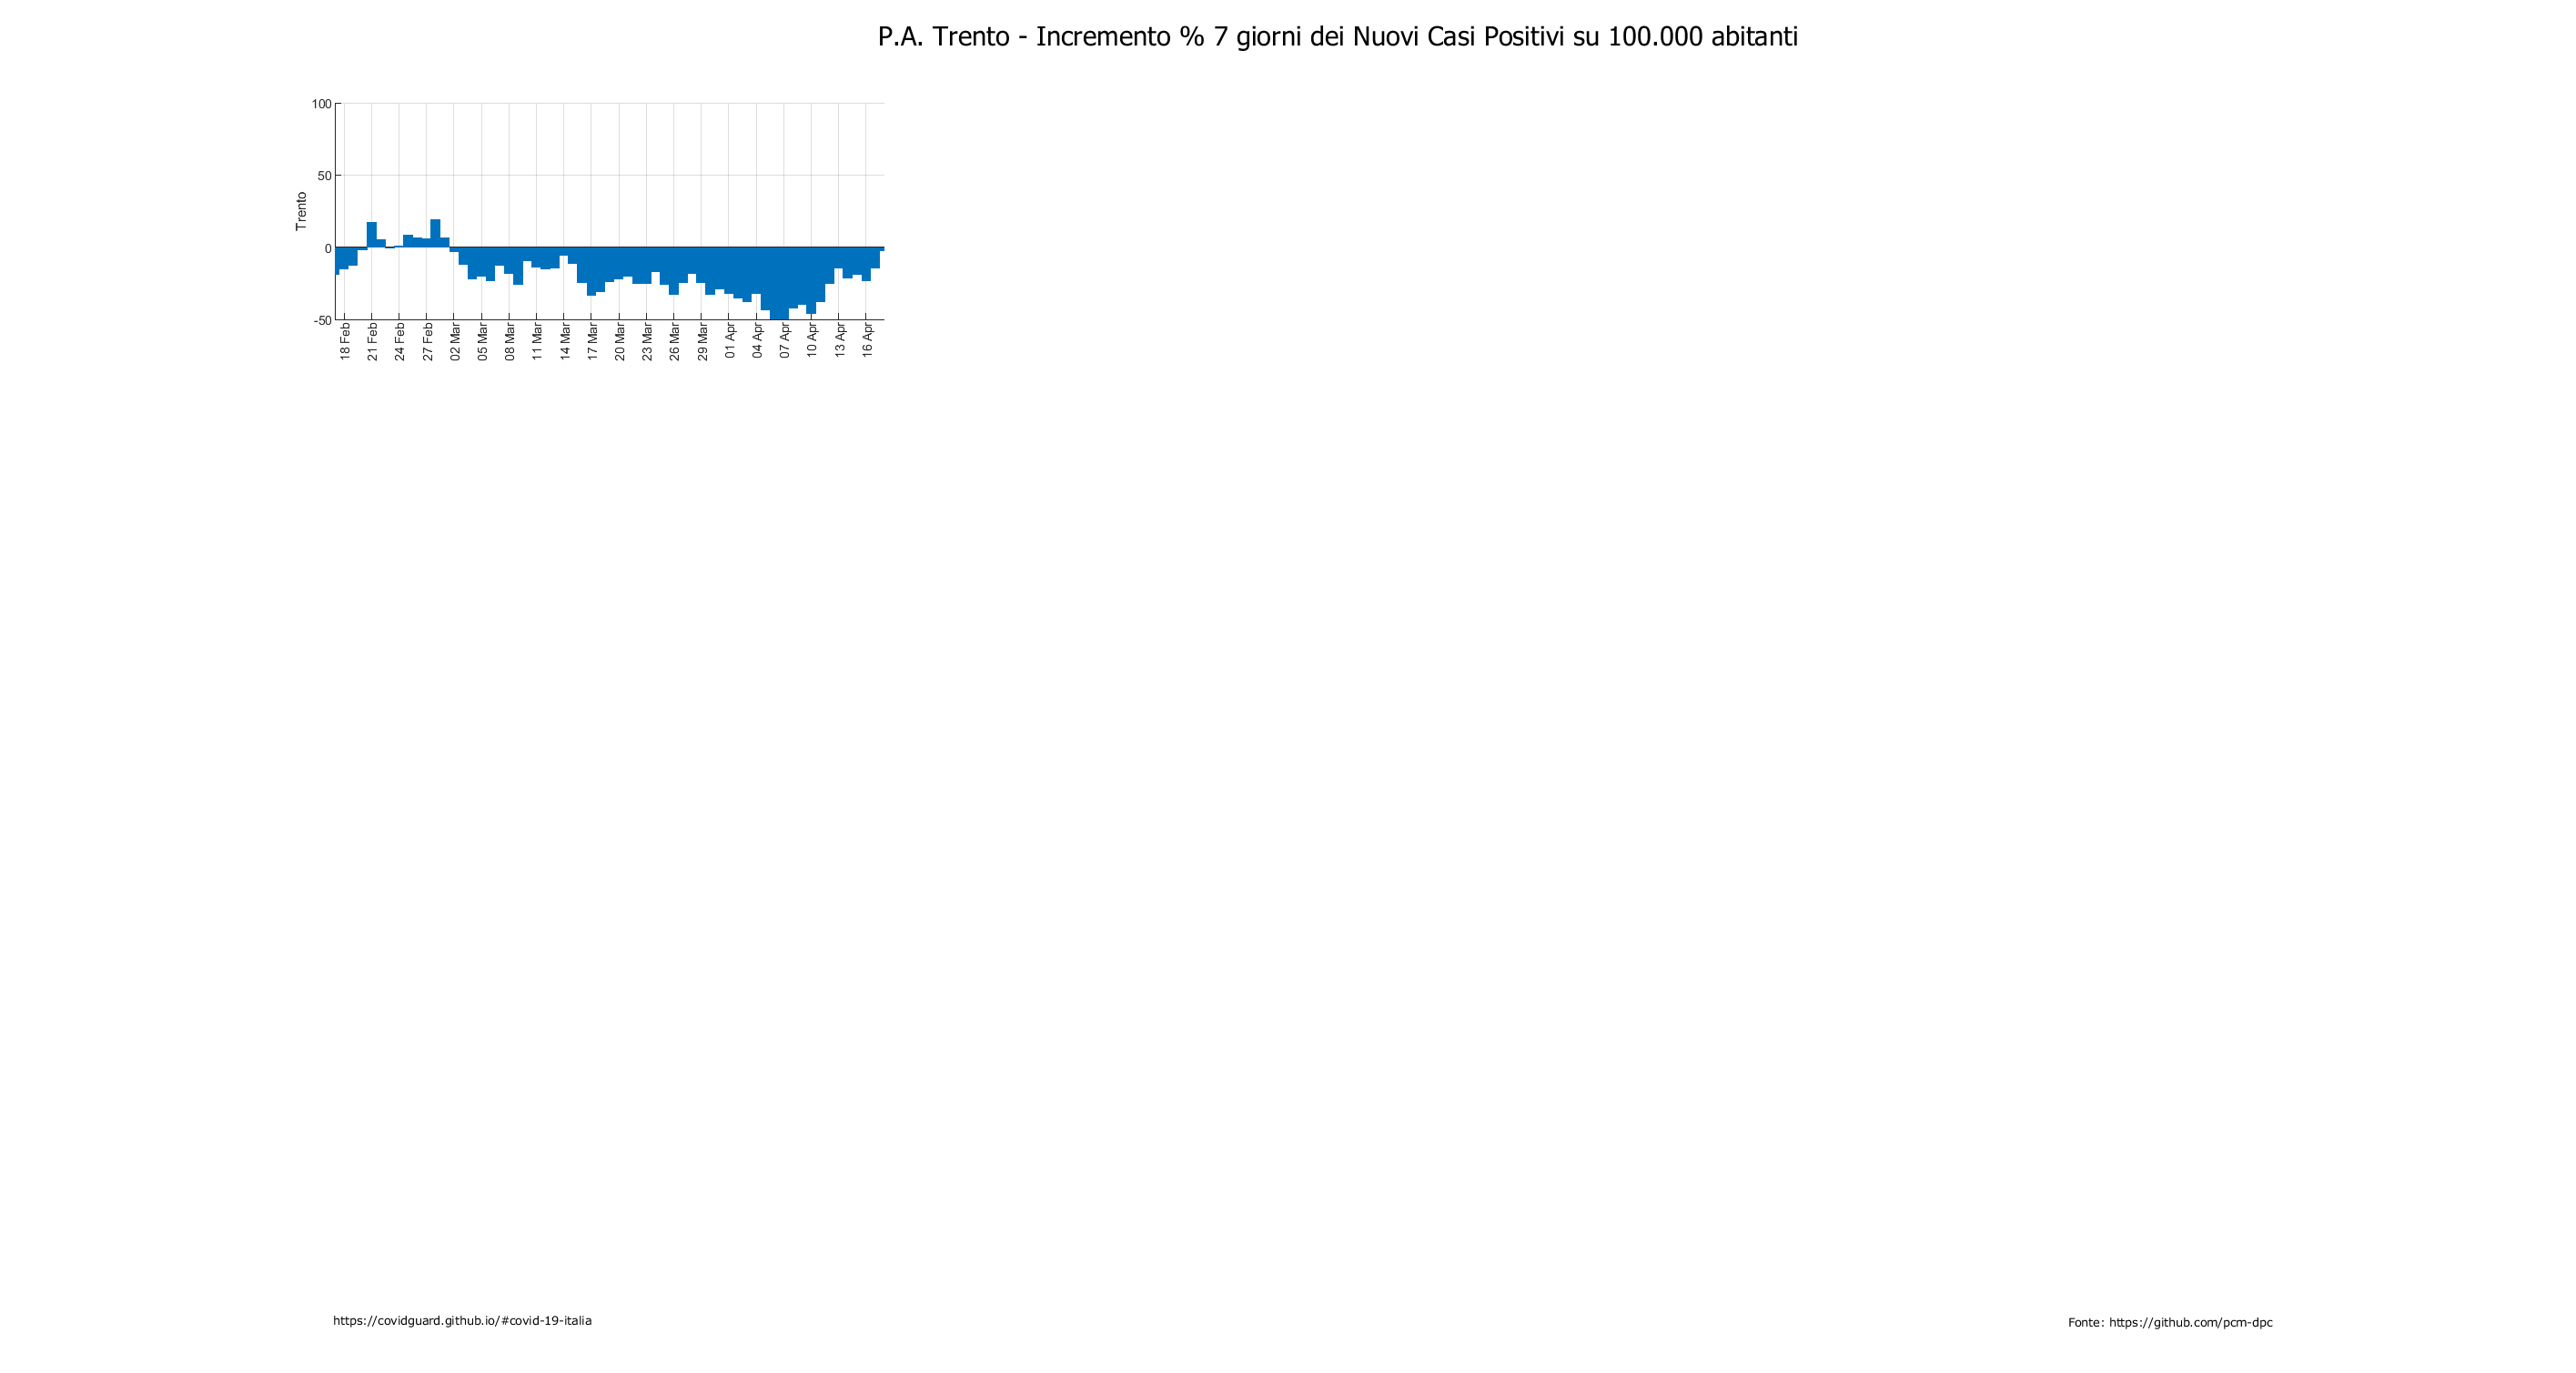 P.A. Trento - Incremento % 7 giorni dei Nuovi Casi Positivi su 100.000 abitanti
100
50
0
-50
Trento
18 Feb
21 Feb
24 Feb
27 Feb
02 Mar
05 Mar
08 Mar
11 Mar
14 Mar
17 Mar
20 Mar
23 Mar
26 Mar
29 Mar
01 Apr
04 Apr
07 Apr
10 Apr
13 Apr
16 Apr
https://covidguard.github.io/#covid-19-italia
Fonte: https://github.com/pcm-dpc